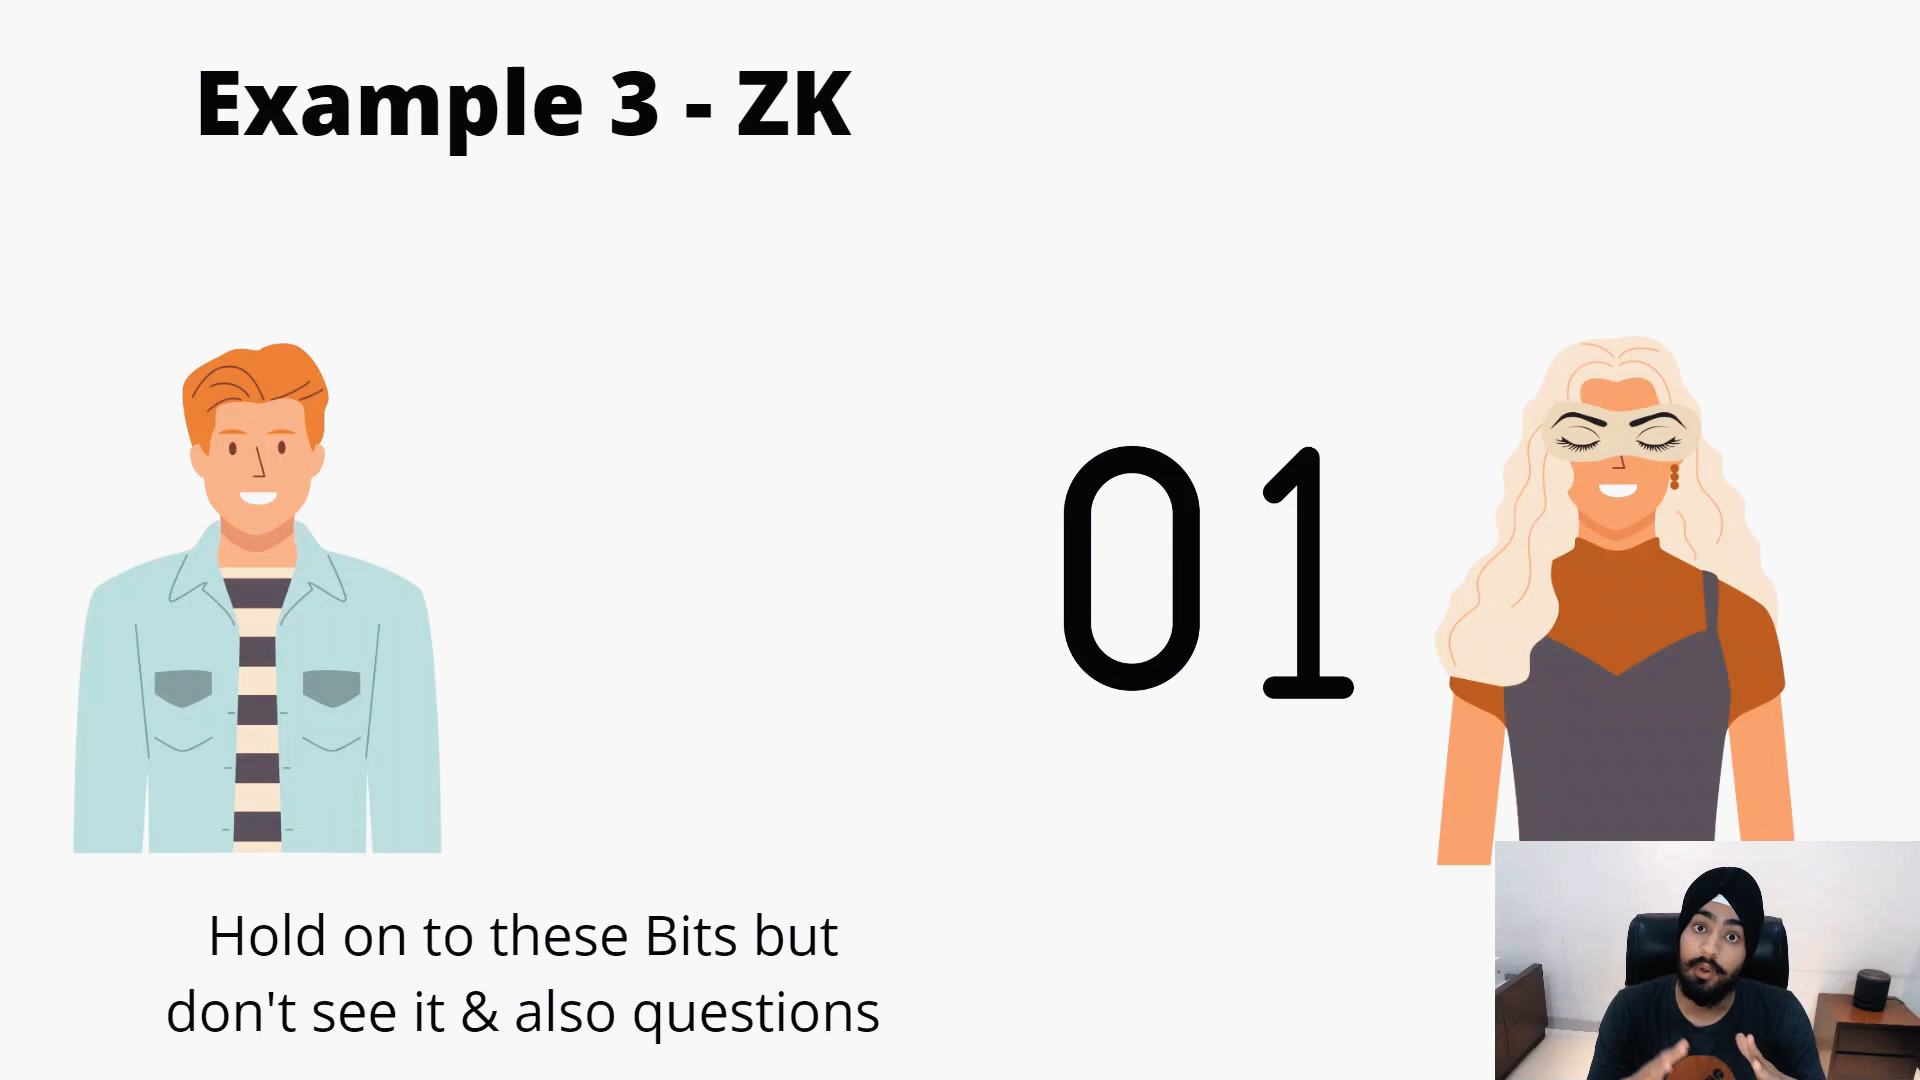 Example 3 - ZK
01
Hold on to these Bits but
don't see it & also questions